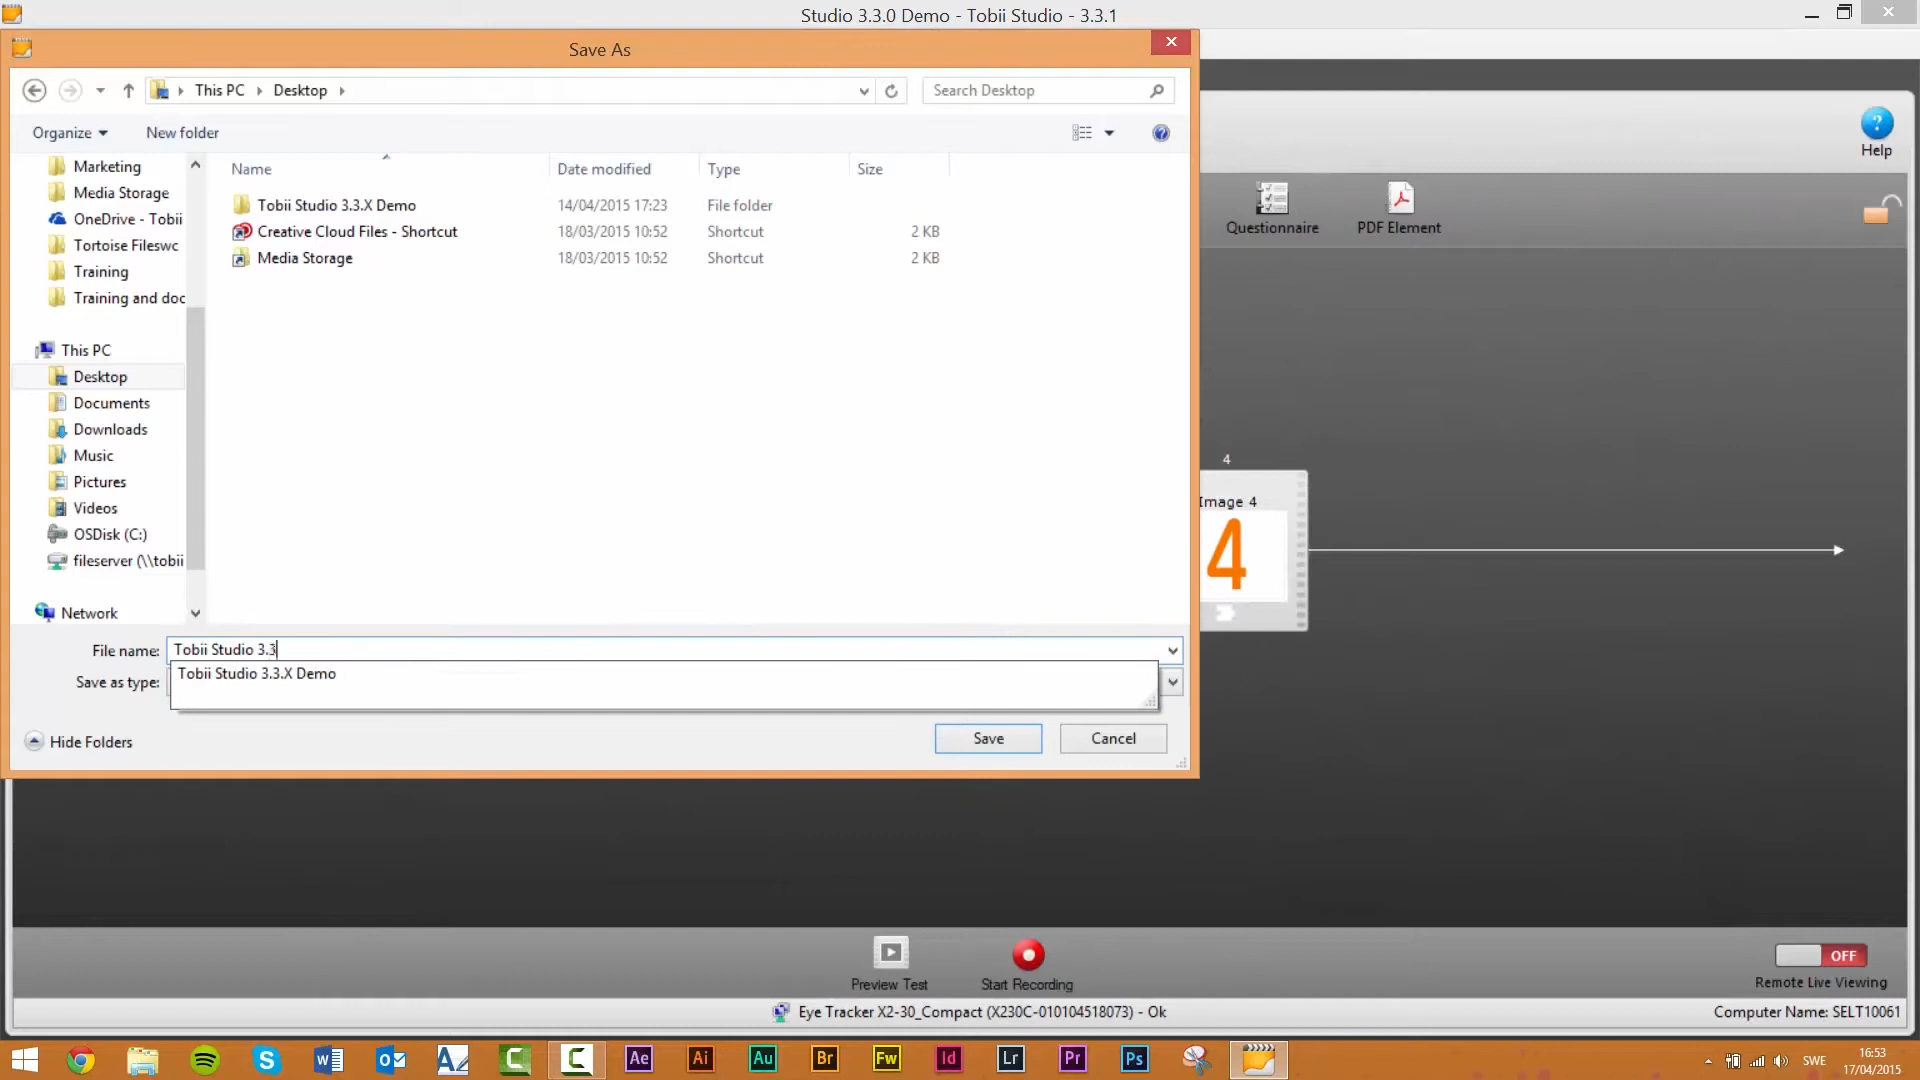 Studio 3.3.0 Demo - Tobii Studio - 3.3.1
Save As
This PC
Desktop
Search Desktop
Organize
New folder
Help
Name
Date modified
Type
Size
Marketing
Media Storage
OneDrive - Tobii
Tortoise Fileswc
Training
Training and doc
Tobii Studio 3.3.X Demo
14/04/2015 17:23
File folder
Creative Cloud Files - Shortcut
18/03/2015 10:52
Shortcut
2 KB
Media Storage
18/03/2015 10:52
Shortcut
2 KB
Questionnaire
PDF Element
This PC
Desktop
Documents
Downloads
Music
Pictures
Videos
OSDisk (C:)
fileserver (\\tobii
Network
4
Image 4
4
File name:
Tobii Studio 3.3
Tobii Studio 3.3.X Demo
Save as type:
Hide Folders
Save
Cancel
Preview Test
Start Recording
OFF
Remote Live Viewing
Eye Tracker X2-30_Compact (X230C-010104518073) - Ok
Computer Name: SELT10061
Ae
Ai
Au
Br
Fw
Id
Lr
Pr
Ps
SWE
16:53
17/04/2015